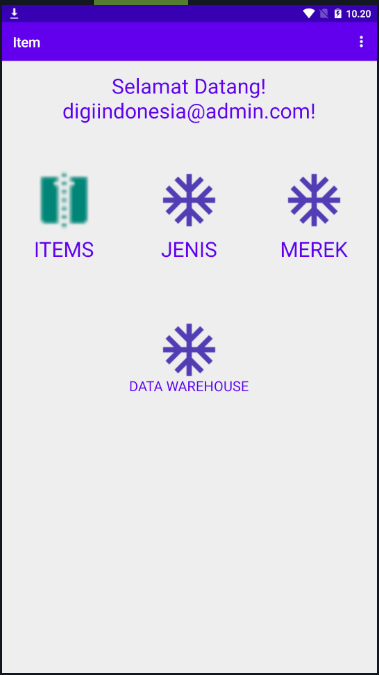 10.20
Item
Selamat Datang!
digiindonesia@admin.com!
ITEMS
JENIS
MEREK
DATA WAREHOUSE